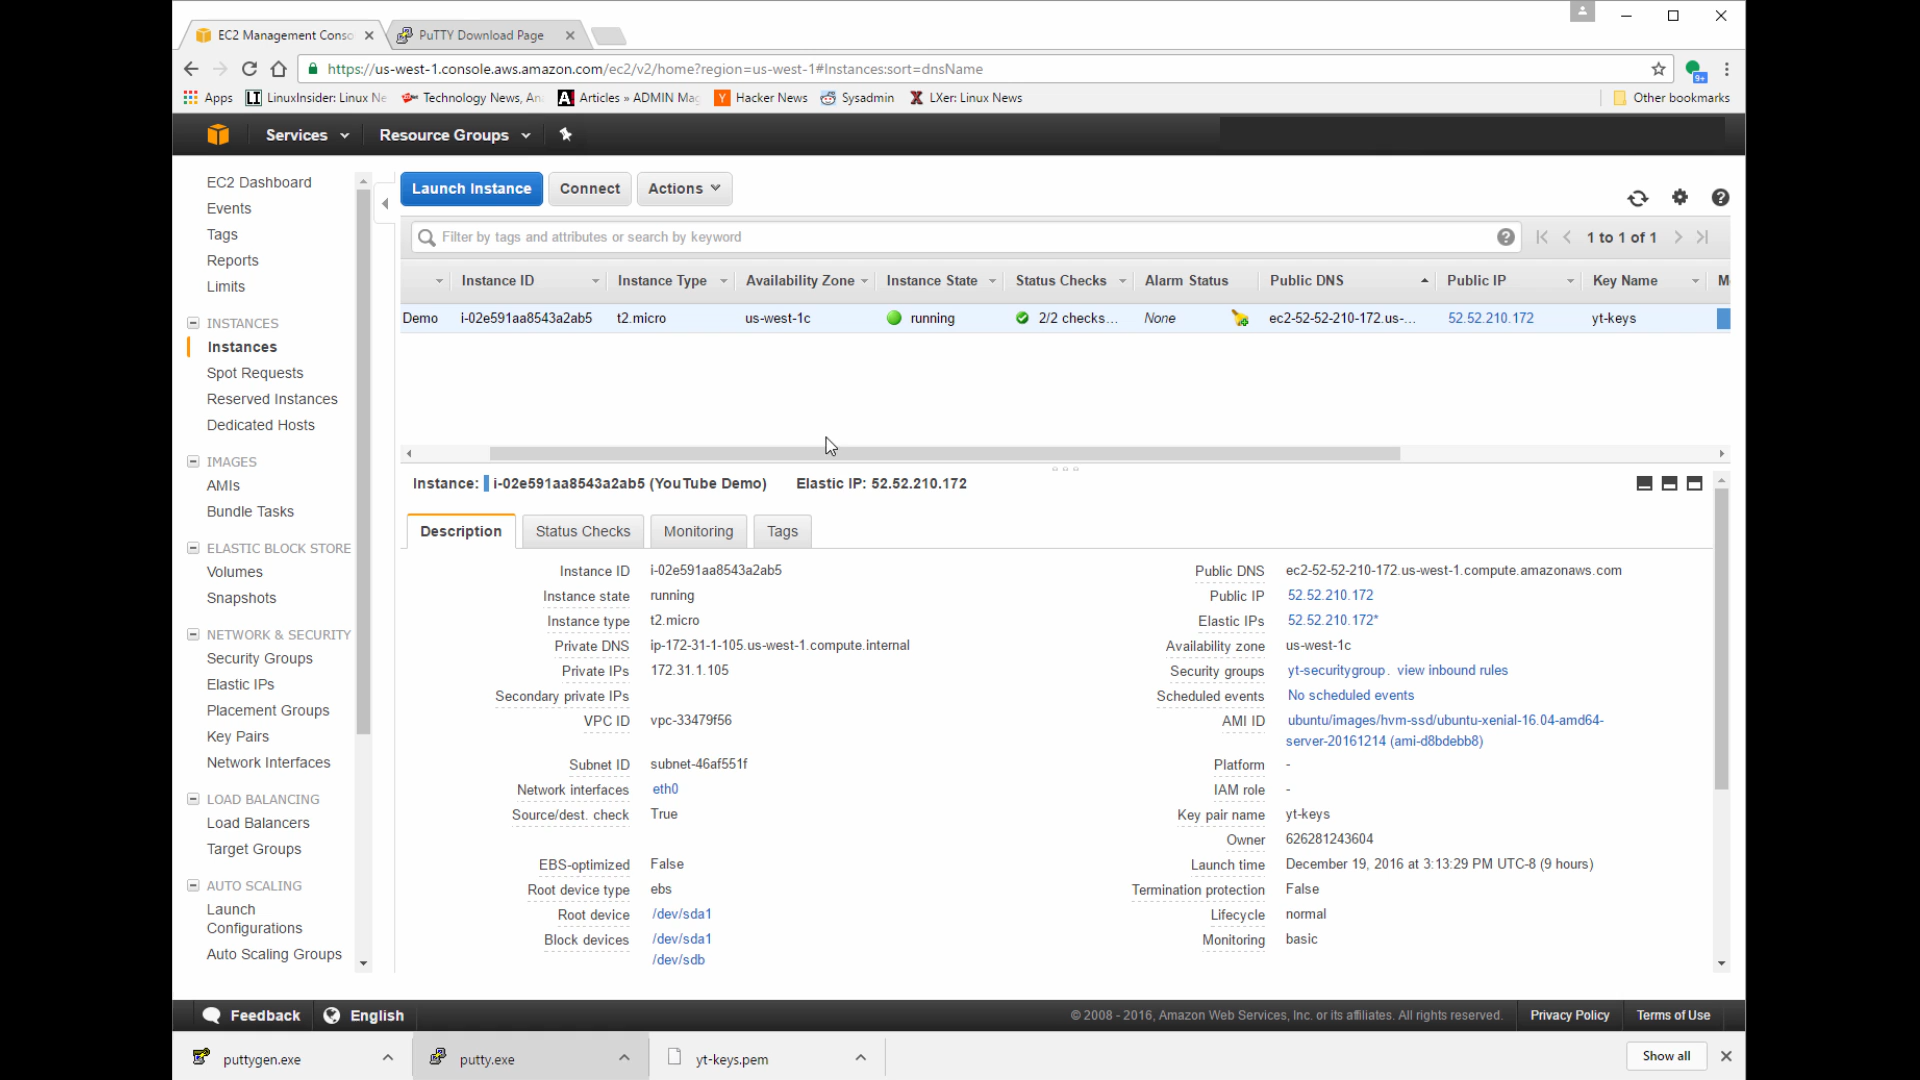 EC2 Management Conso
PuTTY Download Page
https://us-west-1.console.aws.amazon.com/ec2/v2/home?region=us-west-1#Instances:sort=dnsName
9+
Apps
LinuxInsider: Linux Ne
Technology News, An
Articles » ADMIN Mag
Hacker News
Sysadmin
LXer: Linux News
Other bookmarks
Services
Resource Groups
EC2 Dashboard
Events
Tags
Reports
Limits
INSTANCES
Instances
Spot Requests
Reserved Instances
Dedicated Hosts
IMAGES
AMIs
Bundle Tasks
ELASTIC BLOCK STORE
Volumes
Snapshots
NETWORK & SECURITY
Security Groups
Elastic IPs
Placement Groups
Key Pairs
Network Interfaces
LOAD BALANCING
Load Balancers
Target Groups
AUTO SCALING
Launch
Configurations
Auto Scaling Groups
Launch Instance
Connect
Actions
Filter by tags and attributes or search by keyword
1 to 1 of 1
Instance ID Instance Type Availability Zone Instance State Status Checks Alarm Status Public DNS Public IP Key Name M
Demo i-02e591aa8543a2ab5 t2.micro us-west-1c running 2/2 checks... None ec2-52-52-210-172.us-... 52.52.210.172 yt-keys
Instance: i-02e591aa8543a2ab5 (YouTube Demo) Elastic IP: 52.52.210.172
Description
Status Checks
Monitoring
Tags
Instance ID i-02e591aa8543a2ab5
Instance state running
Instance type t2.micro
Private DNS ip-172-31-1-105.us-west-1.compute.internal
Private IPs 172.31.1.105
Secondary private IPs
VPC ID vpc-33479f56
Subnet ID subnet-46af551f
Network interfaces eth0
Source/dest. check True
EBS-optimized False
Root device type ebs
Root device /dev/sda1
Block devices /dev/sda1
/dev/sdb
Public DNS ec2-52-52-210-172.us-west-1.compute.amazonaws.com
Public IP 52.52.210.172
Elastic IPs 52.52.210.172*
Availability zone us-west-1c
Security groups yt-securitygroup. view inbound rules
Scheduled events No scheduled events
AMI ID ubuntu/images/hvm-ssd/ubuntu-xenial-16.04-amd64-
server-20161214 (ami-d8bdebb8)
Platform -
IAM role -
Key pair name yt-keys
Owner 626281243604
Launch time December 19, 2016 at 3:13:29 PM UTC-8 (9 hours)
Termination protection False
Lifecycle normal
Monitoring basic
Feedback
English
© 2008 - 2016, Amazon Web Services, Inc. or its affiliates. All rights reserved.
Privacy Policy
Terms of Use
puttygen.exe
putty.exe
yt-keys.pem
Show all